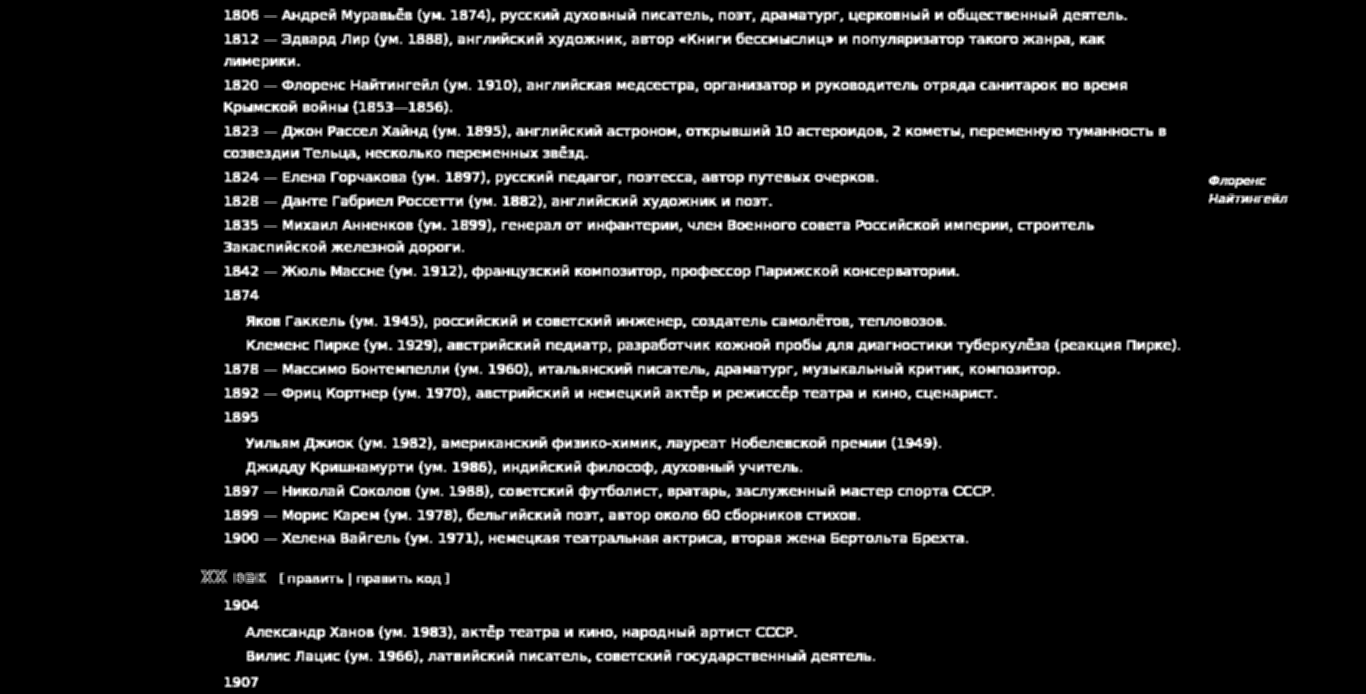 1806 — Андрей Муравьёв (ум. 1874), русский духовный писатель, поэт, драматург, церковный и общественный деятель.
1812 — Эдвард Лир (ум. 1888), английский художник, автор «Книги бессмыслиц» и популяризатор такого жанра, как
лимерики.
1820 — Флоренс Найтингейл (ум. 1910), английская медсестра, организатор и руководитель отряда санитарок во время
Крымской войны (1853—1856).
1823 — Джон Рассел Хайнд (ум. 1895), английский астроном, открывший 10 астероидов, 2 кометы, переменную туманность в
созвездии Тельца, несколько переменных звёзд.
1824 — Елена Горчакова (ум. 1897), русский педагог, поэтесса, автор путевых очерков.
Флоренс
Найтингейл
1828 — Данте Габриел Россетти (ум. 1882), английский художник и поэт.
1835 — Михаил Анненков (ум. 1899), генерал от инфантерии, член Военного совета Российской империи, строитель
Закаспийской железной дороги.
1842 — Жюль Массне (ум. 1912), французский композитор, профессор Парижской консерватории.
1874
Яков Гаккель (ум. 1945), российский и советский инженер, создатель самолётов, тепловозов.
Клеменс Пирке (ум. 1929), австрийский педиатр, разработчик кожной пробы для диагностики туберкулёза (реакция Пирке).
1878 — Массимо Бонтемпелли (ум. 1960), итальянский писатель, драматург, музыкальный критик, композитор.
1892 — Фриц Кортнер (ум. 1970), австрийский и немецкий актёр и режиссёр театра и кино, сценарист.
1895
Уильям Джиок (ум. 1982), американский физико-химик, лауреат Нобелевской премии (1949).
Джидду Кришнамурти (ум. 1986), индийский философ, духовный учитель.
1897 — Николай Соколов (ум. 1988), советский футболист, вратарь, заслуженный мастер спорта СССР.
1899 — Морис Карем (ум. 1978), бельгийский поэт, автор около 60 сборников стихов.
1900 — Хелена Вайгель (ум. 1971), немецкая театральная актриса, вторая жена Бертольта Брехта.
XX век [ править | править код ]
1904
Александр Ханов (ум. 1983), актёр театра и кино, народный артист СССР.
Вилис Лацис (ум. 1966), латвийский писатель, советский государственный деятель.
1907